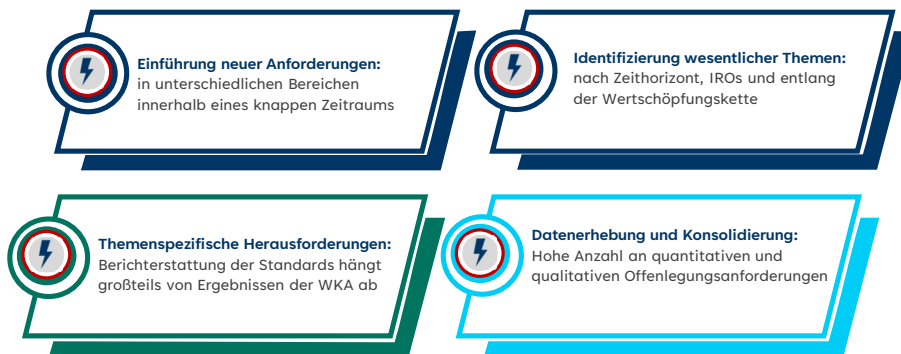 Einführung neuer Anforderungen:
in unterschiedlichen Bereichen
innerhalb eines knappen Zeitraums
Identifizierung wesentlicher Themen:
nach Zeithorizont, IROs und entlang
der Wertschöpfungskette
Themenspezifische Herausforderungen:
Berichterstattung der Standards hängt
großteils von Ergebnissen der WKA ab
Datenerhebung und Konsolidierung:
Hohe Anzahl an quantitativen und
qualitativen Offenlegungsanforderungen